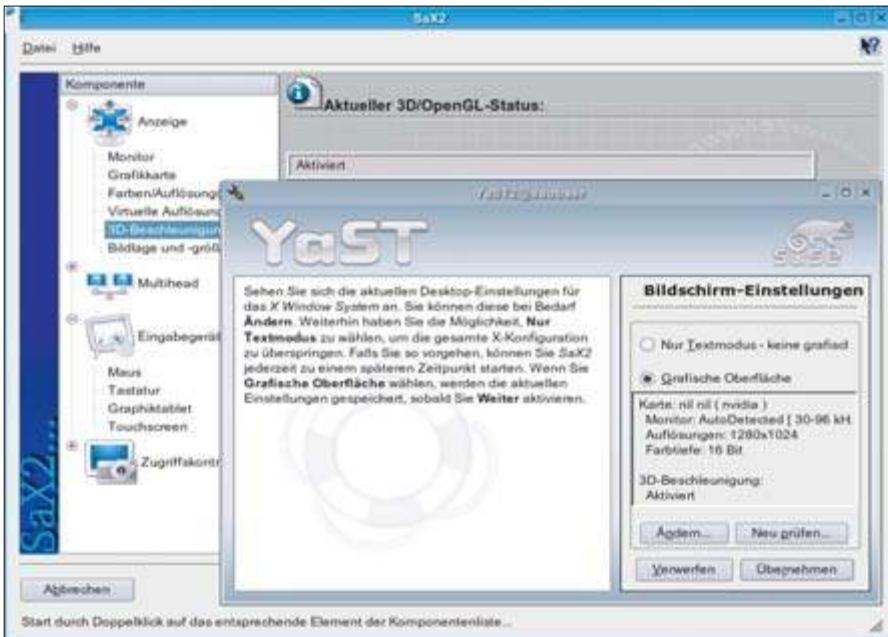 SaX2
Datei Hilfe
Komponente
Anzeige
Monitor
Grafikkarte
Farben/Auflösung
Virtuelle Auflösung
3D-Beschleunigun
Bildlage und -größ
Multihead
Eingabegerät
Maus
Tastatur
Graphiktablet
Touchscreen
Zugriffskontr
SaX2...
Aktueller 3D/OpenGL-Status:
Aktiviert
YaST
SUSE
Sehen Sie sich die aktuellen Desktop-Einstellungen für
das X Window System an. Sie können diese bei Bedarf
Ändern. Weiterhin haben Sie die Möglichkeit, Nur
Textmodus zu wählen, um die gesamte X-Konfiguration
zu überspringen. Falls Sie so vorgehen, können Sie SaX2
jederzeit zu einem späteren Zeitpunkt starten. Wenn Sie
Grafische Oberfläche wählen, werden die aktuellen
Einstellungen gespeichert, sobald Sie Weiter aktivieren.
Bildschirm-Einstellungen
Nur Textmodus - keine grafisch
Grafische Oberfläche
Karte: nil nil ( nvidia )
Monitor: AutoDetected [ 30-96 kH
Auflösungen: 1280x1024
Farbtiefe: 16 Bit
3D-Beschleunigung:
Aktiviert
Ändern... Neu prüfen...
Verwerfen Übernehmen
Abbrechen
Start durch Doppelklick auf das entsprechende Element der Komponentenliste...